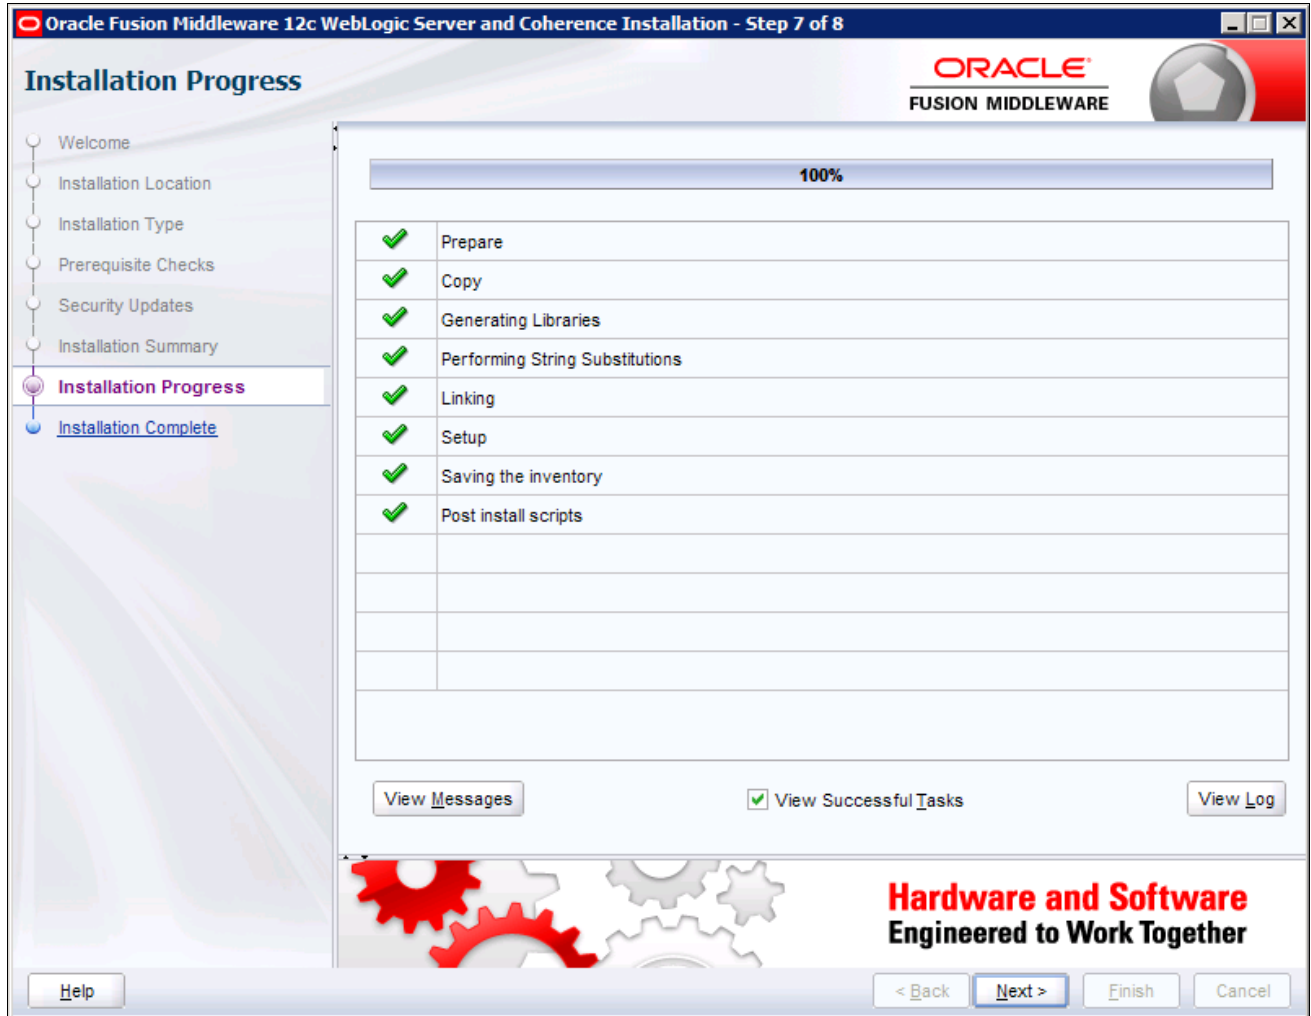 Oracle Fusion Middleware 12c WebLogic Server and Coherence Installation - Step 7 of 8
Installation Progress
ORACLE
FUSION MIDDLEWARE
Welcome
Installation Location
Installation Type
Prerequisite Checks
Security Updates
Installation Summary
Installation Progress
Installation Complete
100%
Prepare
Copy
Generating Libraries
Performing String Substitutions
Linking
Setup
Saving the inventory
Post install scripts
View Messages
View Successful Tasks
View Log
Hardware and Software
Engineered to Work Together
Help
< Back
Next >
Finish
Cancel